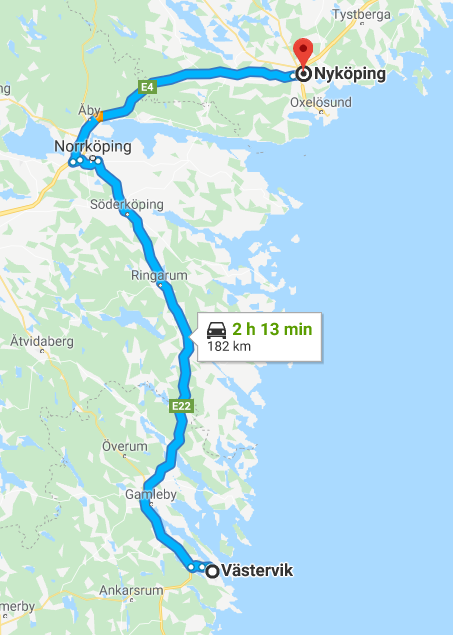 Tystberga
Nyköping
E4
Oxelösund
Åby
ng
Norrköping
Söderköping
Ringarum
2 h 13 min
182 km
Åtvidaberg
E22
Överum
Gamleby
Västervik
Ankarsrum
merby